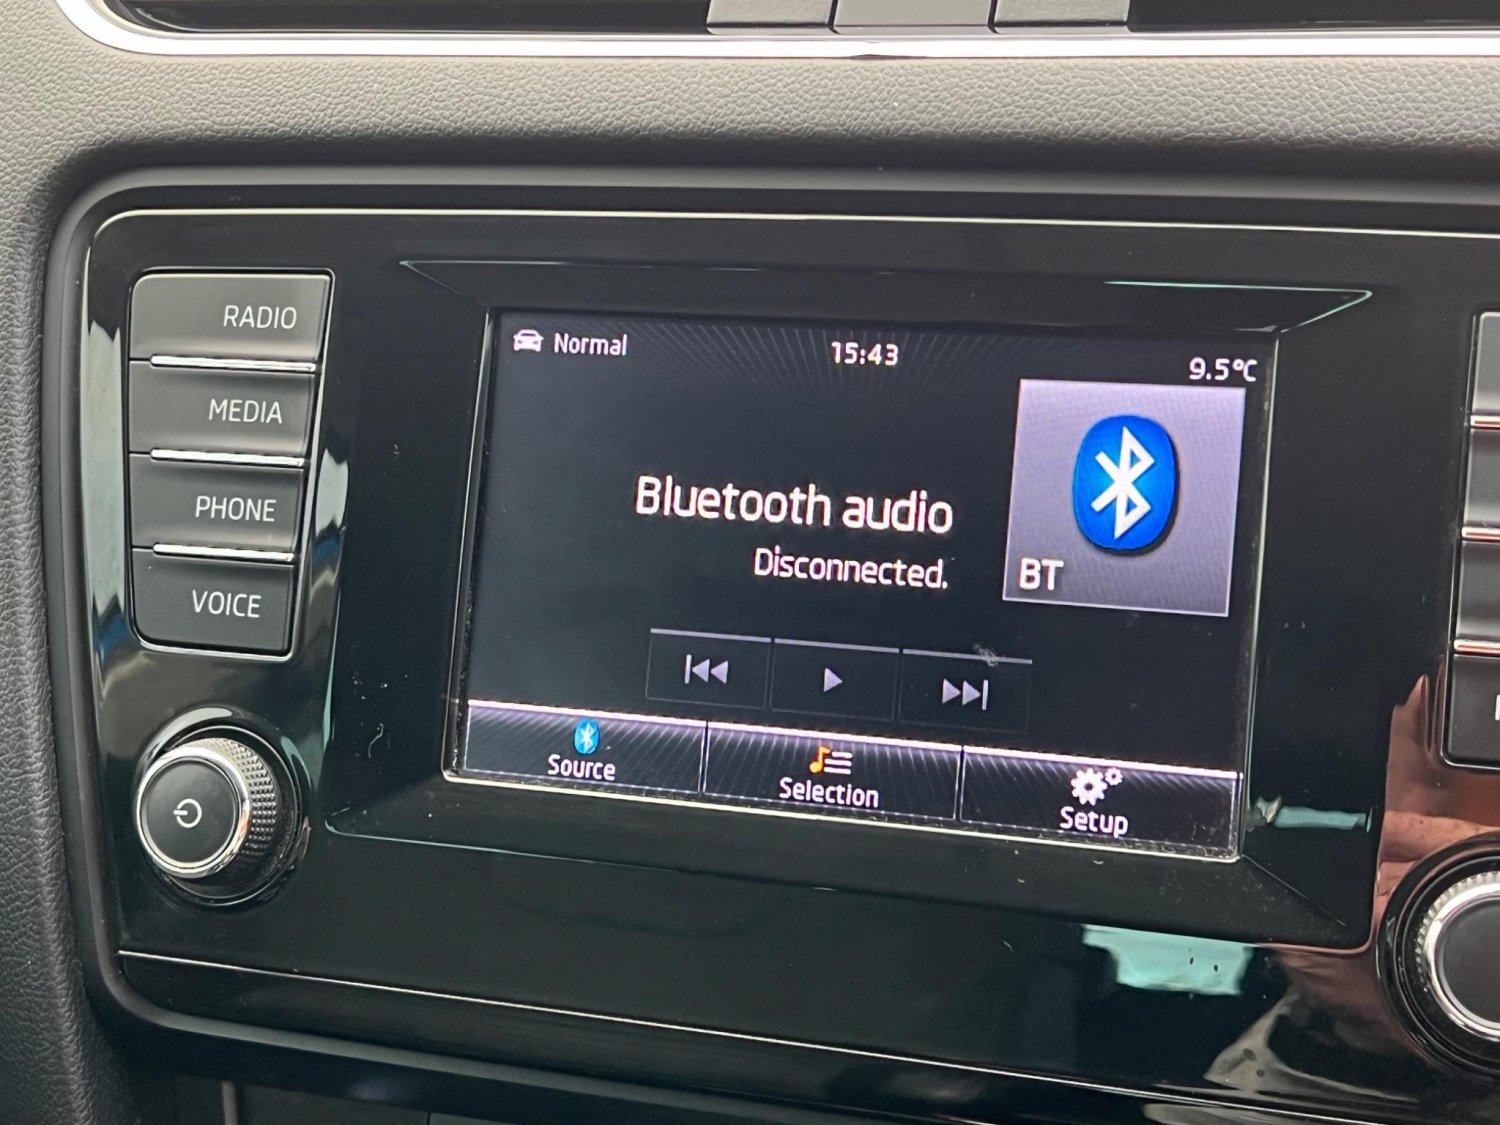 RADIO
MEDIA
PHONE
VOICE
Normal
15:43
9.5°C
Bluetooth audio
Disconnected.
BT
Source
Selection
Setup